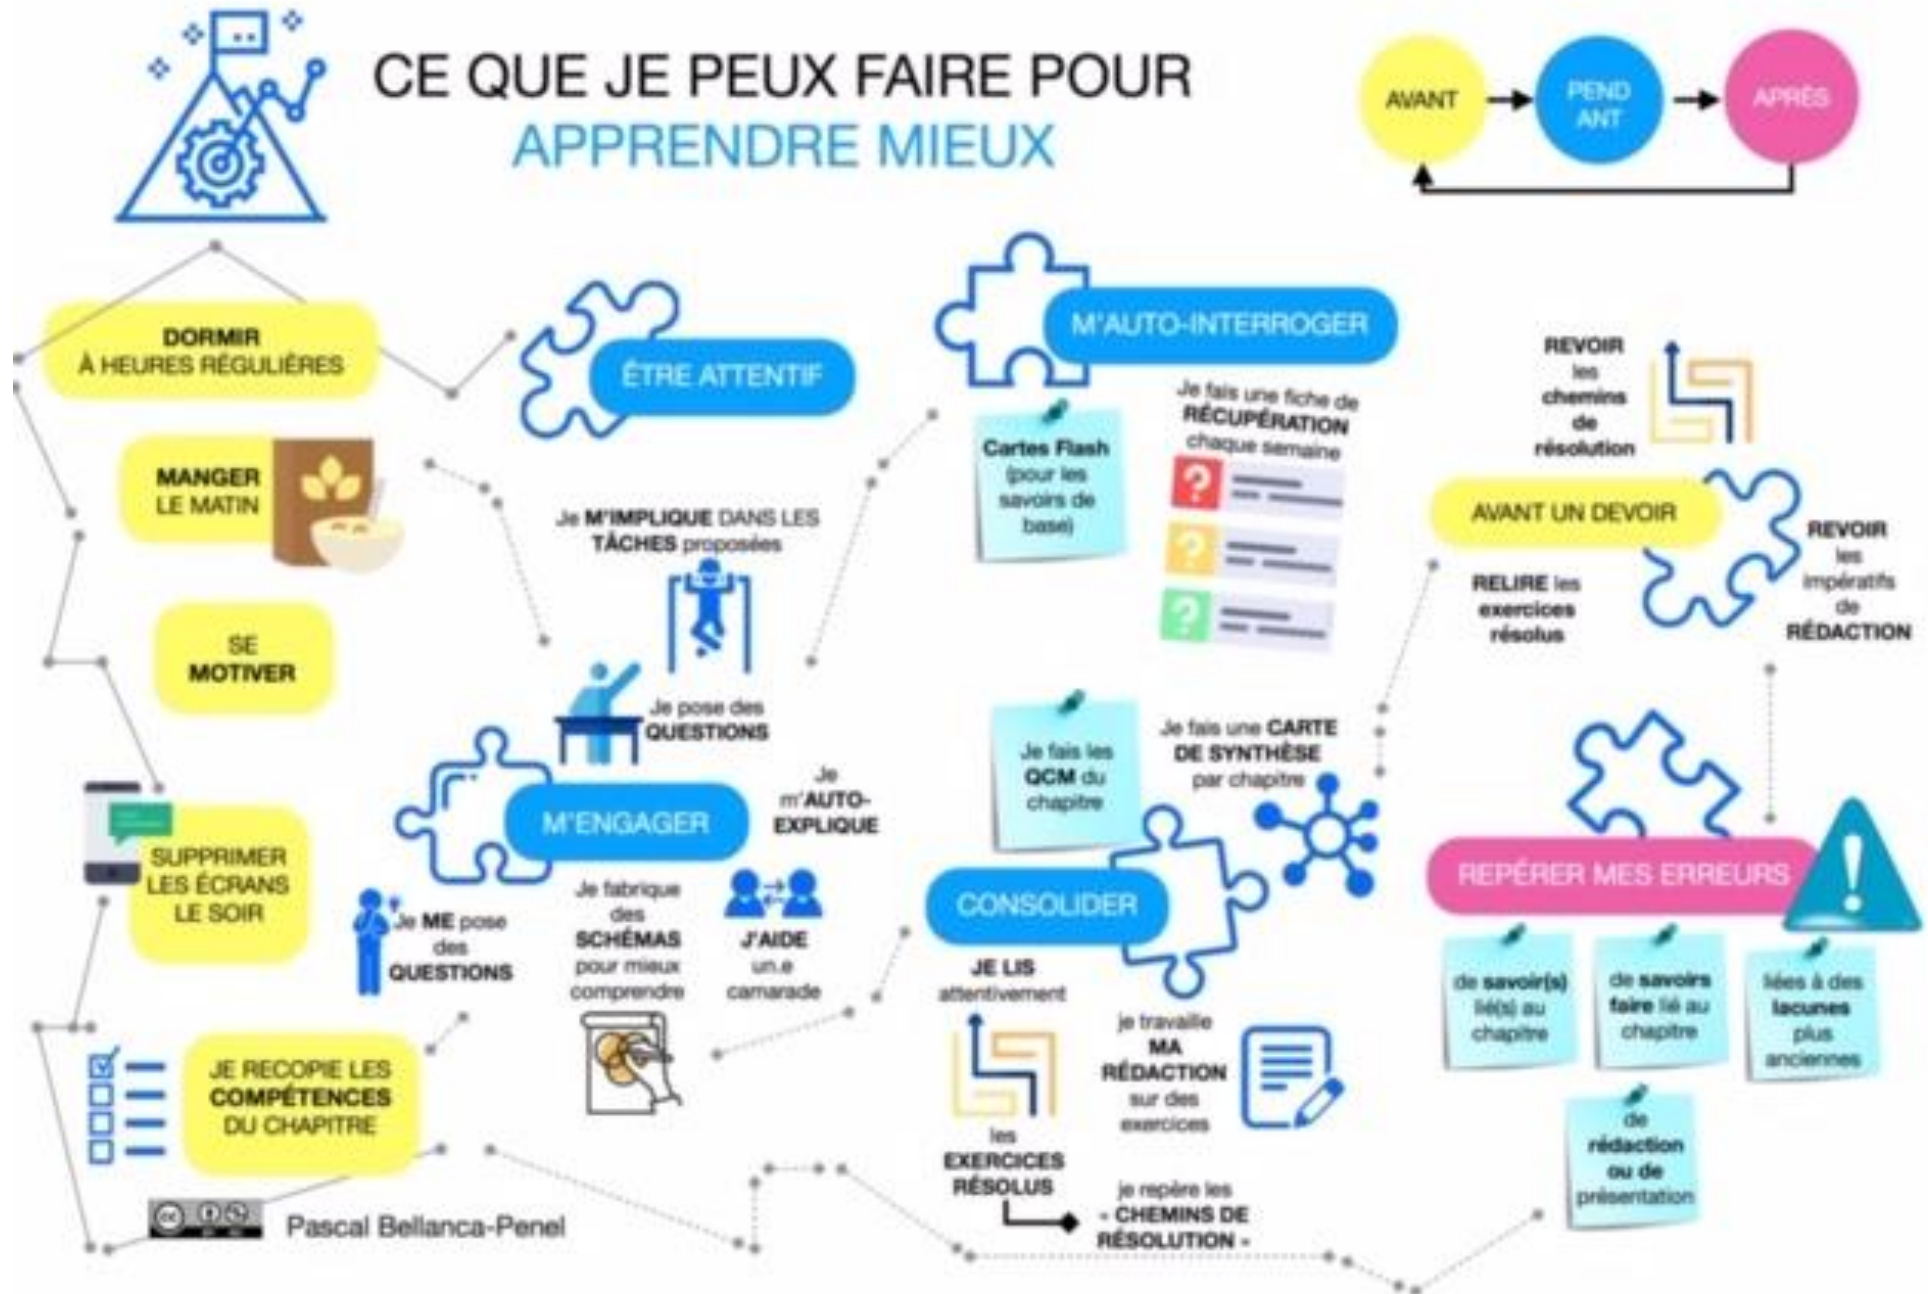 CE QUE JE PEUX FAIRE POUR
APPRENDRE MIEUX
AVANT
PEND
ANT
APRÈS
DORMIR
À HEURES RÉGULIÈRES
MANGER
LE MATIN
SE
MOTIVER
SUPPRIMER
LES ÉCRANS
LE SOIR
JE RECOPIE LES
COMPÉTENCES
DU CHAPITRE
ÊTRE ATTENTIF
Je M'IMPLIQUE DANS LES
TÂCHES proposées
Je pose des
QUESTIONS
M'ENGAGER
Je
m'AUTO-
EXPLIQUE
Je ME pose
des
QUESTIONS
Je fabrique
des
SCHÉMAS
pour mieux
comprendre
J'AIDE
un.e
camarade
M'AUTO-INTERROGER
Cartes Flash
(pour les
savoirs de
base)
Je fais une fiche de
RÉCUPÉRATION
chaque semaine
?
?
?
Je fais les
QCM du
chapitre
Je fais une CARTE
DE SYNTHÈSE
par chapitre
CONSOLIDER
JE LIS
attentivement
les
EXERCICES
RÉSOLUS
je travaille
MA
RÉDACTION
sur des
exercices
je repère les
« CHEMINS DE
RÉSOLUTION »
REVOIR
les
chemins
de
résolution
AVANT UN DEVOIR
RELIRE les
exercices
résolus
REVOIR
les
impératifs
de
RÉDACTION
REPÉRER MES ERREURS
!
de savoir(s)
lié(s) au
chapitre
de savoirs
faire lié au
chapitre
liées à des
lacunes
plus
anciennes
de
rédaction
ou de
présentation
cc
Pascal Bellanca-Penel